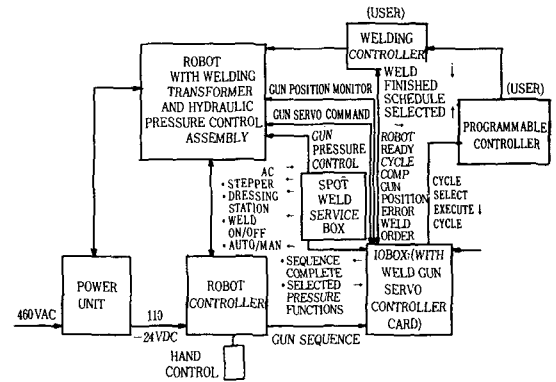 (USER)
WELDING
CONTROLLER
ROBOT
WITH WELDING
TRANSFORMER
AND HYDRAULIC
PRESSURE CONTROL
ASSEMBLY
GUN POSITION MONITOR
GUN SERVO COMMAND
GUN
PRESSURE
CONTROL
WELD ↓
FINISHED
SCHEDULE
SELECTED ↑
→
ROBOT
READY
CYCLE
COMP
GUN
POSITION
ERROR
WELD
ORDER
(USER)
PROGRAMMABLE
CONTROLLER
CYCLE
SELECT
EXECUTE ↓
CYCLE
AC →
• STEPPER ←
• DRESSING
STATION
• WELD ←
ON/OFF
• AUTO/MAN ←
SPOT
WELD
SERVICE
BOX
• SEQUENCE ←
COMPLETE
• SELECTED →
PRESSURE
FUNCTIONS
IOBOX:(WITH
WELD GUN
SERVO
CONTROLLER
CARD)
POWER
UNIT
ROBOT
CONTROLLER
460VAC
110
-24VDC
HAND
CONTROL
GUN SEQUENCE